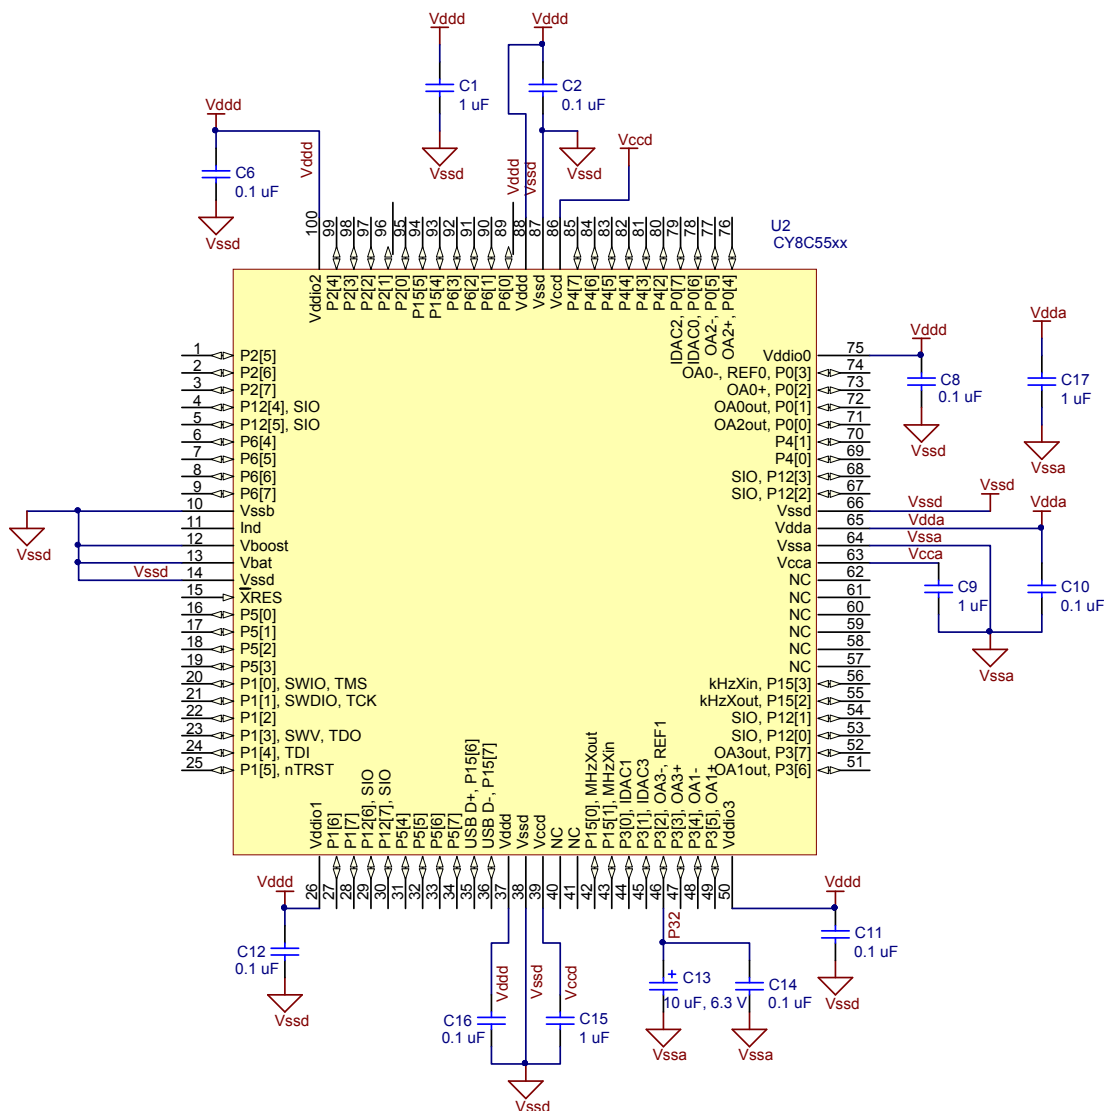 Vddd
C1
1 uF
Vssd
Vddd
C2
0.1 uF
Vssd
Vddd
C6
0.1 uF
Vssd
Vddd
Vddd
Vssd
Vccd
U2
CY8C55xx
100
99
98
97
96
95
94
93
92
91
90
89
88
87
86
85
84
83
82
81
80
79
78
77
76
Vddio2
P2[4]
P2[3]
P2[2]
P2[1]
P2[0]
P15[5]
P15[4]
P6[3]
P6[2]
P6[1]
P6[0]
Vddd
Vssd
Vccd
P4[7]
P4[6]
P4[5]
P4[4]
P4[3]
P4[2]
IDAC2, P0[7]
IDAC0, P0[6]
OA2-, P0[5]
OA2+, P0[4]
1 P2[5]
2 P2[6]
3 P2[7]
4 P12[4], SIO
5 P12[5], SIO
6 P6[4]
7 P6[5]
8 P6[6]
9 P6[7]
10 Vssb
11 Ind
12 Vboost
13 Vbat
Vssd 14 Vssd
15 XRES
16 P5[0]
17 P5[1]
18 P5[2]
19 P5[3]
20 P1[0], SWIO, TMS
21 P1[1], SWDIO, TCK
22 P1[2]
23 P1[3], SWV, TDO
24 P1[4], TDI
25 P1[5], nTRST
Vssd
Vddio0 75
OA0-, REF0, P0[3] 74
OA0+, P0[2] 73
OA0out, P0[1] 72
OA2out, P0[0] 71
P4[1] 70
P4[0] 69
SIO, P12[3] 68
SIO, P12[2] 67
Vssd 66 Vssd
Vdda 65 Vdda
Vssa 64 Vssa
Vcca 63 Vcca
NC 62
NC 61
NC 60
NC 59
NC 58
NC 57
kHzXin, P15[3] 56
kHzXout, P15[2] 55
SIO, P12[1] 54
SIO, P12[0] 53
OA3out, P3[7] 52
OA1out, P3[6] 51
Vddd
C8
0.1 uF
Vssd
Vdda
C17
1 uF
Vssa
Vssd
Vdda
C9
1 uF
C10
0.1 uF
Vssa
Vddio1
P1[6]
P1[7]
P12[6], SIO
P12[7], SIO
P5[4]
P5[5]
P5[6]
P5[7]
USB D+, P15[6]
USB D-, P15[7]
Vddd
Vssd
Vccd
NC
NC
P15[0], MHzXout
P15[1], MHzXin
P3[0], IDAC1
P3[1], IDAC3
P3[2], OA3-, REF1
P3[3], OA3+
P3[4], OA1-
P3[5], OA1+
Vddio3
26
27
28
29
30
31
32
33
34
35
36
37
38
39
40
41
42
43
44
45
46
47
48
49
50
Vddd
C12
0.1 uF
Vssd
Vddd
Vssd
Vccd
C16
0.1 uF
C15
1 uF
Vssd
P32
+
C13
10 uF, 6.3 V
Vssa
C14
0.1 uF
Vssa
Vddd
C11
0.1 uF
Vssd